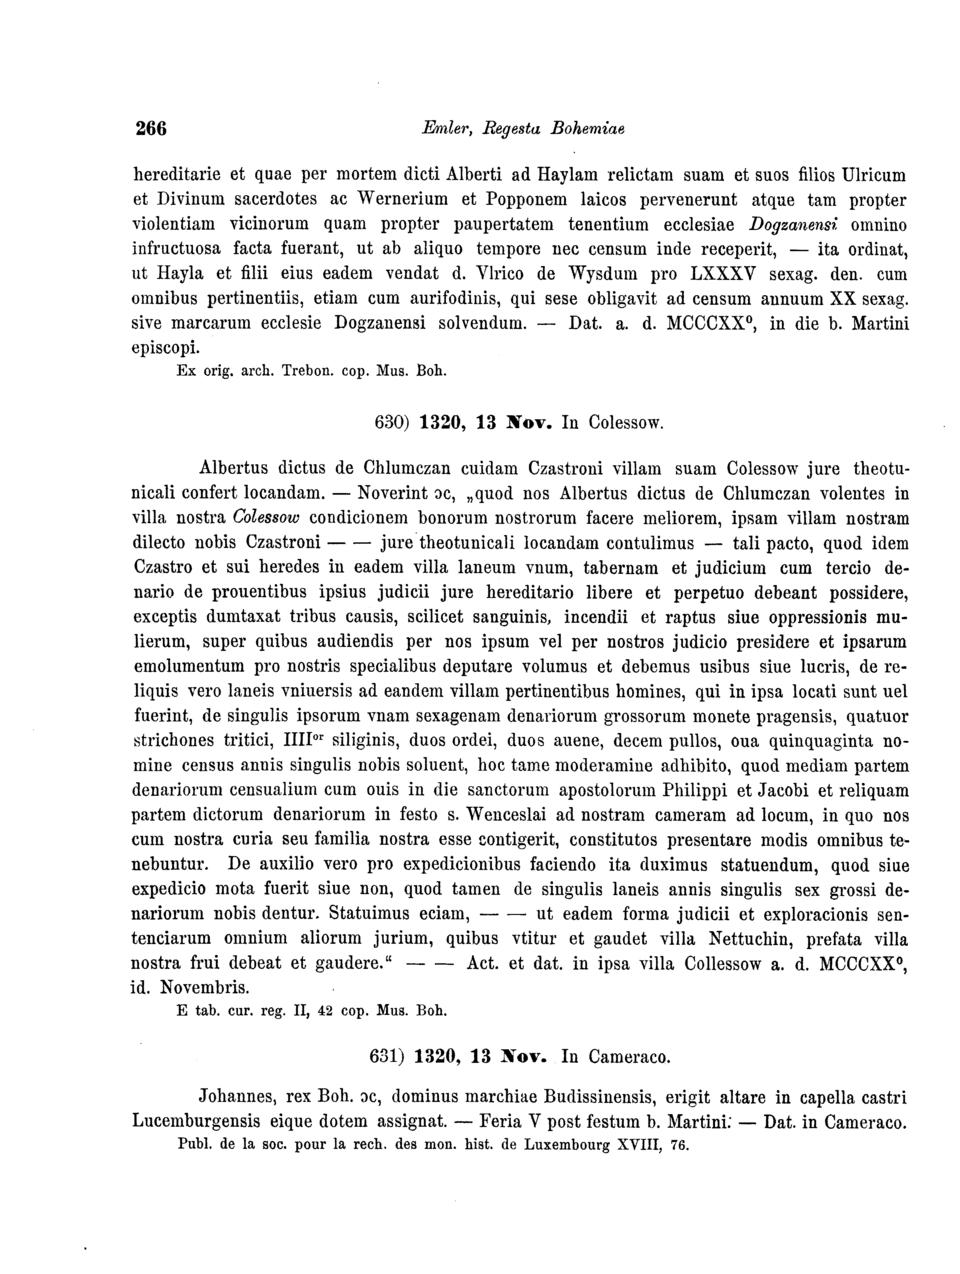 266
Emler, Regesta Bohemiae
hereditarie et quae per mortem dicti Alberti ad Haylam relictam suam et suos filios Ulricum
et Divinum sacerdotes ac Wernerium et Popponem laicos pervenerunt atque tam propter
violentiam vicinorum quam propter paupertatem tenentium ecclesiae Dogzanensi omnino
infructuosa facta fuerant, ut ab aliquo tempore nec censum inde receperit, — ita ordinat,
ut Hayla et filii eius eadem vendat d. Vlrico de Wysdum pro LXXXV sexag. den. cum
omnibus pertinentiis, etiam cum aurifodinis, qui sese obligavit ad censum annuum XX sexag.
sive marcarum ecclesie Dogzanensi solvendum. — Dat. a. d. MCCCXX⁰, in die b. Martini
episcopi.
Ex orig. arch. Trebon. cop. Mus. Boh.
630) 1320, 13 Nov. In Colessow.
Albertus dictus de Chlumczan cuidam Czastroni villam suam Colessow jure theotu-
nicali confert locandam. — Noverint ɔc, „quod nos Albertus dictus de Chlumczan volentes in
villa nostra Colessow condicionem bonorum nostrorum facere meliorem, ipsam villam nostram
dilecto nobis Czastroni — — jure theotunicali locandam contulimus — tali pacto, quod idem
Czastro et sui heredes in eadem villa laneum vnum, tabernam et judicium cum tercio de-
nario de prouentibus ipsius judicii jure hereditario libere et perpetuo debeant possidere,
exceptis dumtaxat tribus causis, scilicet sanguinis, incendii et raptus siue oppressionis mu-
lierum, super quibus audiendis per nos ipsum vel per nostros judicio presidere et ipsarum
emolumentum pro nostris specialibus deputare volumus et debemus usibus siue lucris, de re-
liquis vero laneis vniuersis ad eandem villam pertinentibus homines, qui in ipsa locati sunt uel
fuerint, de singulis ipsorum vnam sexagenam denariorum grossorum monete pragensis, quatuor
strichones tritici, IIIIᵒʳ siliginis, duos ordei, duos auene, decem pullos, oua quinquaginta no-
mine census annis singulis nobis soluent, hoc tame moderamine adhibito, quod mediam partem
denariorum censualium cum ouis in die sanctorum apostolorum Philippi et Jacobi et reliquam
partem dictorum denariorum in festo s. Wenceslai ad nostram cameram ad locum, in quo nos
cum nostra curia seu familia nostra esse contigerit, constitutos presentare modis omnibus te-
nebuntur. De auxilio vero pro expedicionibus faciendo ita duximus statuendum, quod siue
expedicio mota fuerit siue non, quod tamen de singulis laneis annis singulis sex grossi de-
nariorum nobis dentur. Statuimus eciam, — — ut eadem forma judicii et exploracionis sen-
tenciarum omnium aliorum jurium, quibus vtitur et gaudet villa Nettuchin, prefata villa
nostra frui debeat et gaudere.“ — — Act. et dat. in ipsa villa Collessow a. d. MCCCXX⁰,
id. Novembris.
E tab. cur. reg. II, 42 cop. Mus. Boh.
631) 1320, 13 Nov. In Cameraco.
Johannes, rex Boh. ɔc, dominus marchiae Budissinensis, erigit altare in capella castri
Lucemburgensis eique dotem assignat. — Feria V post festum b. Martini. — Dat. in Cameraco.
Publ. de la soc. pour la rech. des mon. hist. de Luxembourg XVIII, 76.